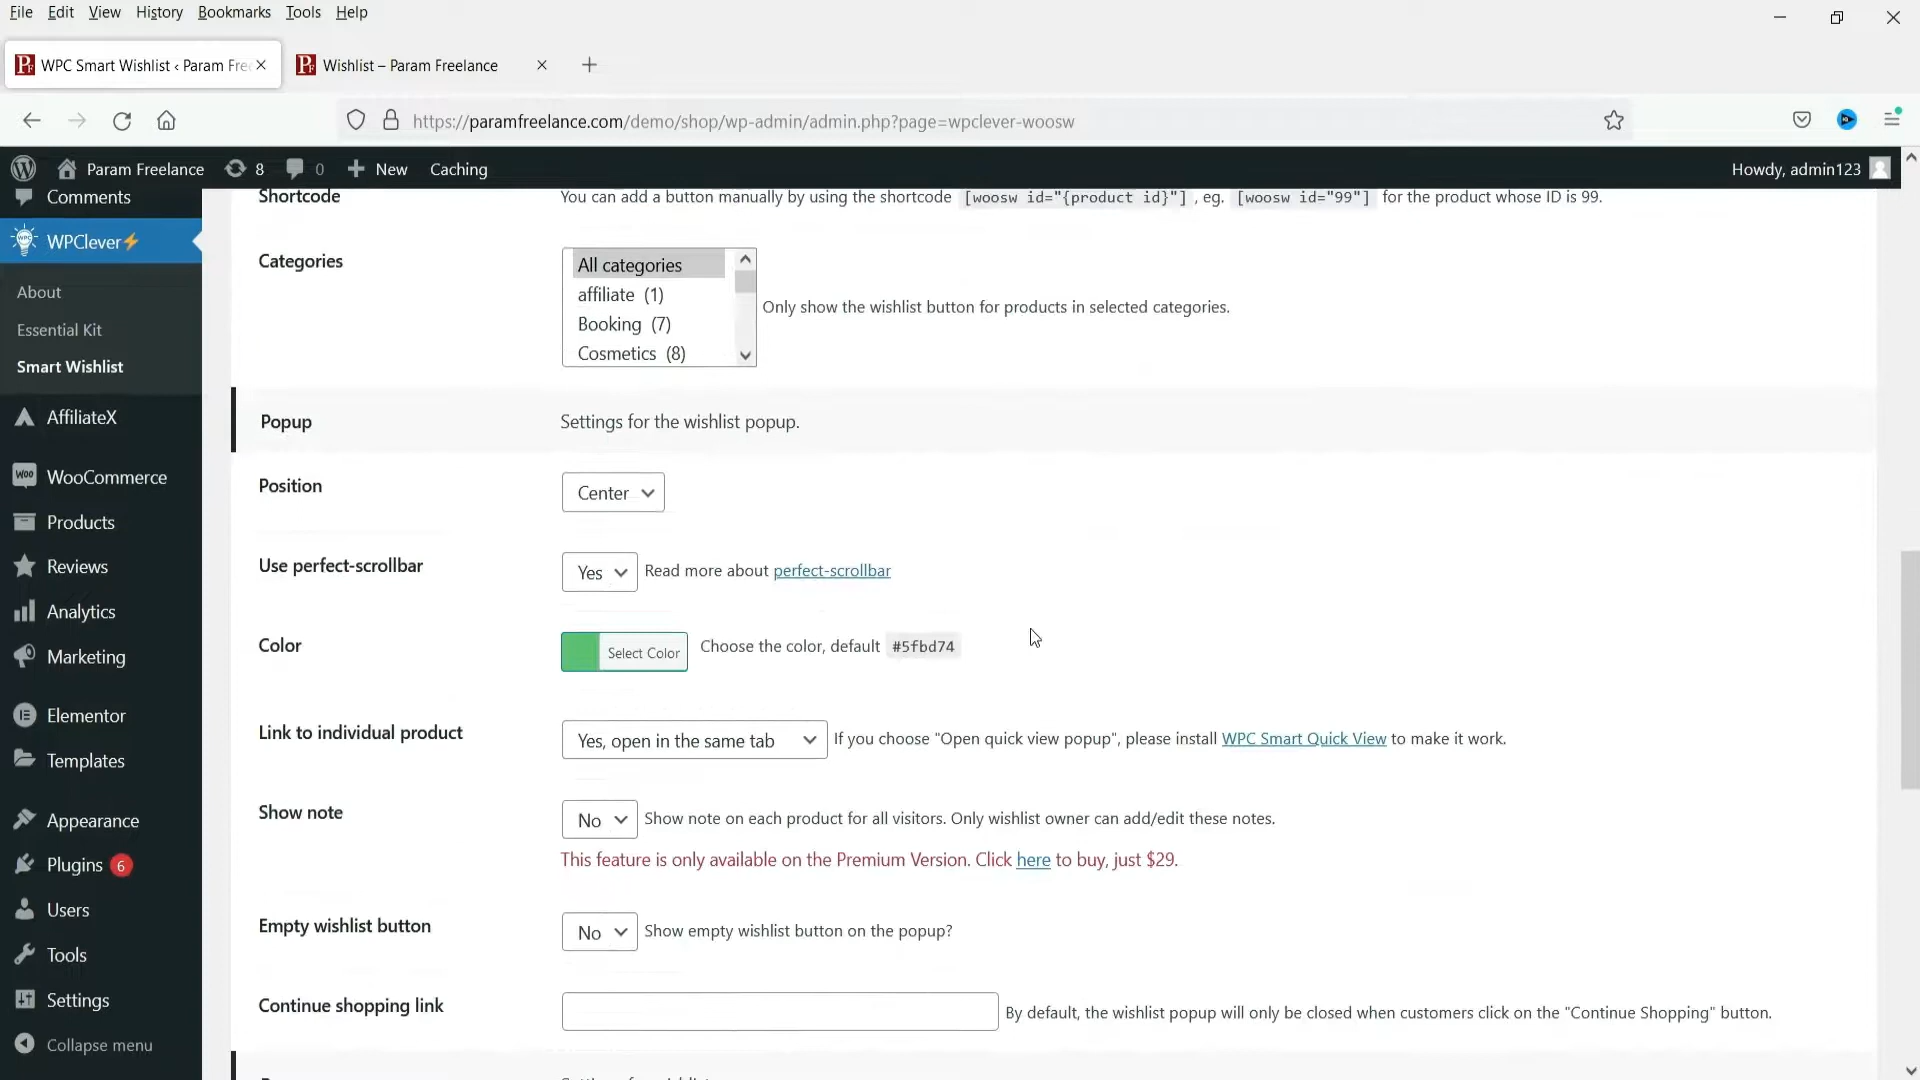 File Edit View History Bookmarks Tools Help
WPC Smart Wishlist ‹ Param Fre
Wishlist – Param Freelance
https://paramfreelance.com/demo/shop/wp-admin/admin.php?page=wpclever-woosw
Param Freelance 8 0 New Caching Howdy, admin123
Comments
WPClever⚡
About
Essential Kit
Smart Wishlist
AffiliateX
WooCommerce
Products
Reviews
Analytics
Marketing
Elementor
Templates
Appearance
Plugins 6
Users
Tools
Settings
Collapse menu
Shortcode You can add a button manually by using the shortcode [woosw id="{product id}"] , eg. [woosw id="99"] for the product whose ID is 99.
Categories
All categories
affiliate (1)
Booking (7)
Cosmetics (8)
Only show the wishlist button for products in selected categories.
Popup Settings for the wishlist popup.
Position Center
Use perfect-scrollbar Yes Read more about perfect-scrollbar
Color Select Color Choose the color, default #5fbd74
Link to individual product Yes, open in the same tab If you choose "Open quick view popup", please install WPC Smart Quick View to make it work.
Show note No Show note on each product for all visitors. Only wishlist owner can add/edit these notes.
This feature is only available on the Premium Version. Click here to buy, just $29.
Empty wishlist button No Show empty wishlist button on the popup?
Continue shopping link By default, the wishlist popup will only be closed when customers click on the "Continue Shopping" button.